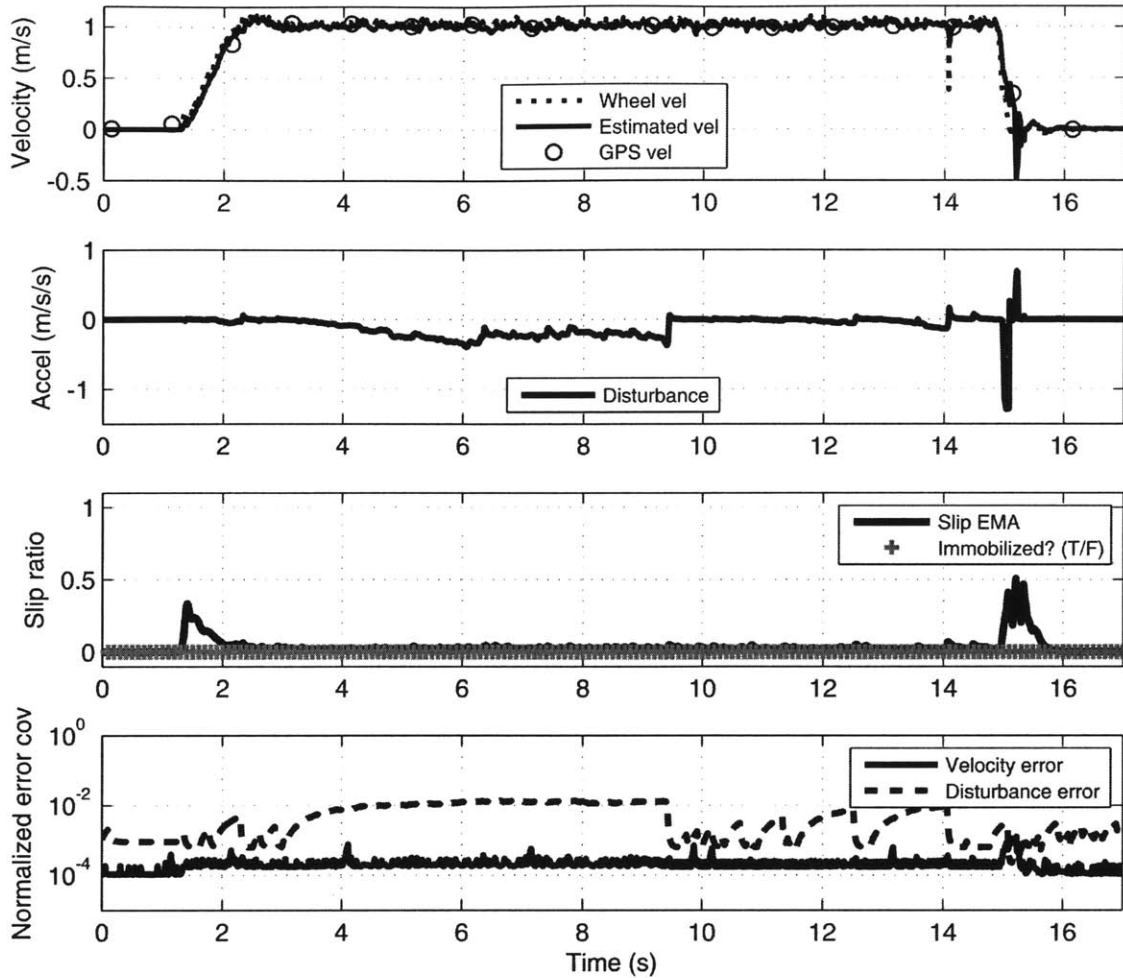 Velocity (m/s)
1
0.5
0
-0.5
Wheel vel
Estimated vel
GPS vel
0 2 4 6 8 10 12 14 16
Accel (m/s/s)
1
0
-1
Disturbance
0 2 4 6 8 10 12 14 16
Slip ratio
1
0.5
0
Slip EMA
Immobilized? (T/F)
0 2 4 6 8 10 12 14 16
Normalized error cov
10^0
10^-2
10^-4
Velocity error
Disturbance error
0 2 4 6 8 10 12 14 16
Time (s)